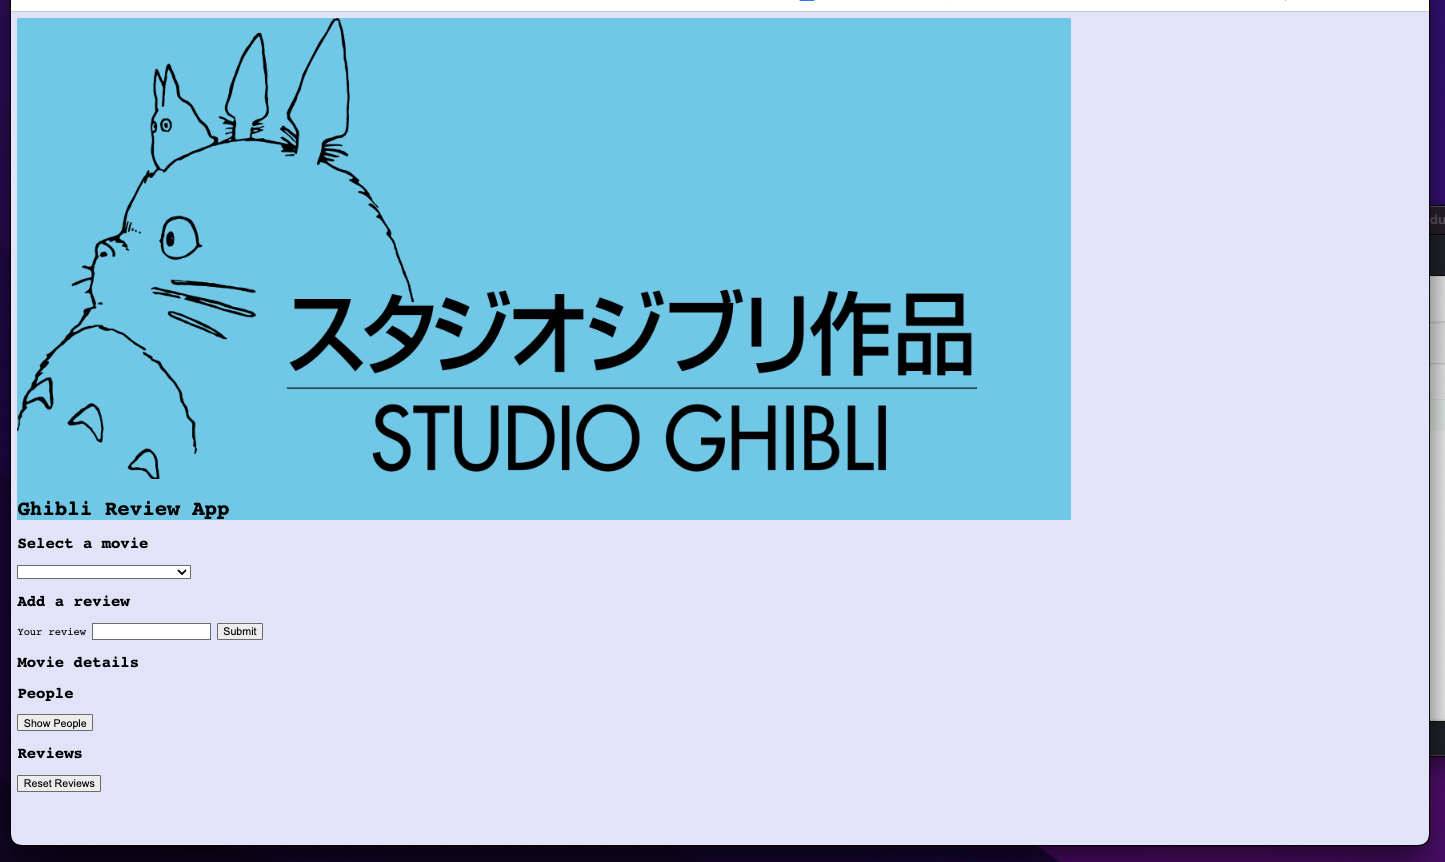 スタジオジブリ作品
STUDIO GHIBLI
Ghibli Review App
Select a movie
Add a review
Your review Submit
Movie details
People
Show People
Reviews
Reset Reviews